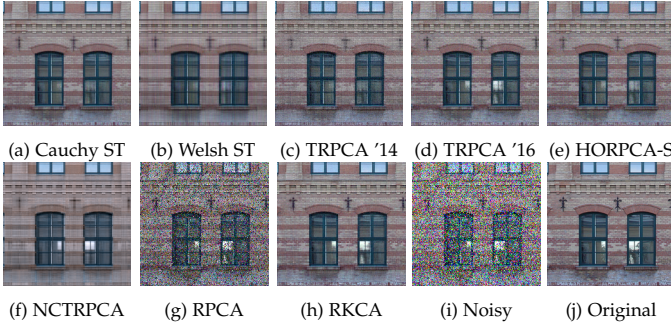 (a) Cauchy ST (b) Welsh ST (c) TRPCA '14 (d) TRPCA '16 (e) HORPCA-S
(f) NCTRPCA (g) RPCA (h) RKCA (i) Noisy (j) Original